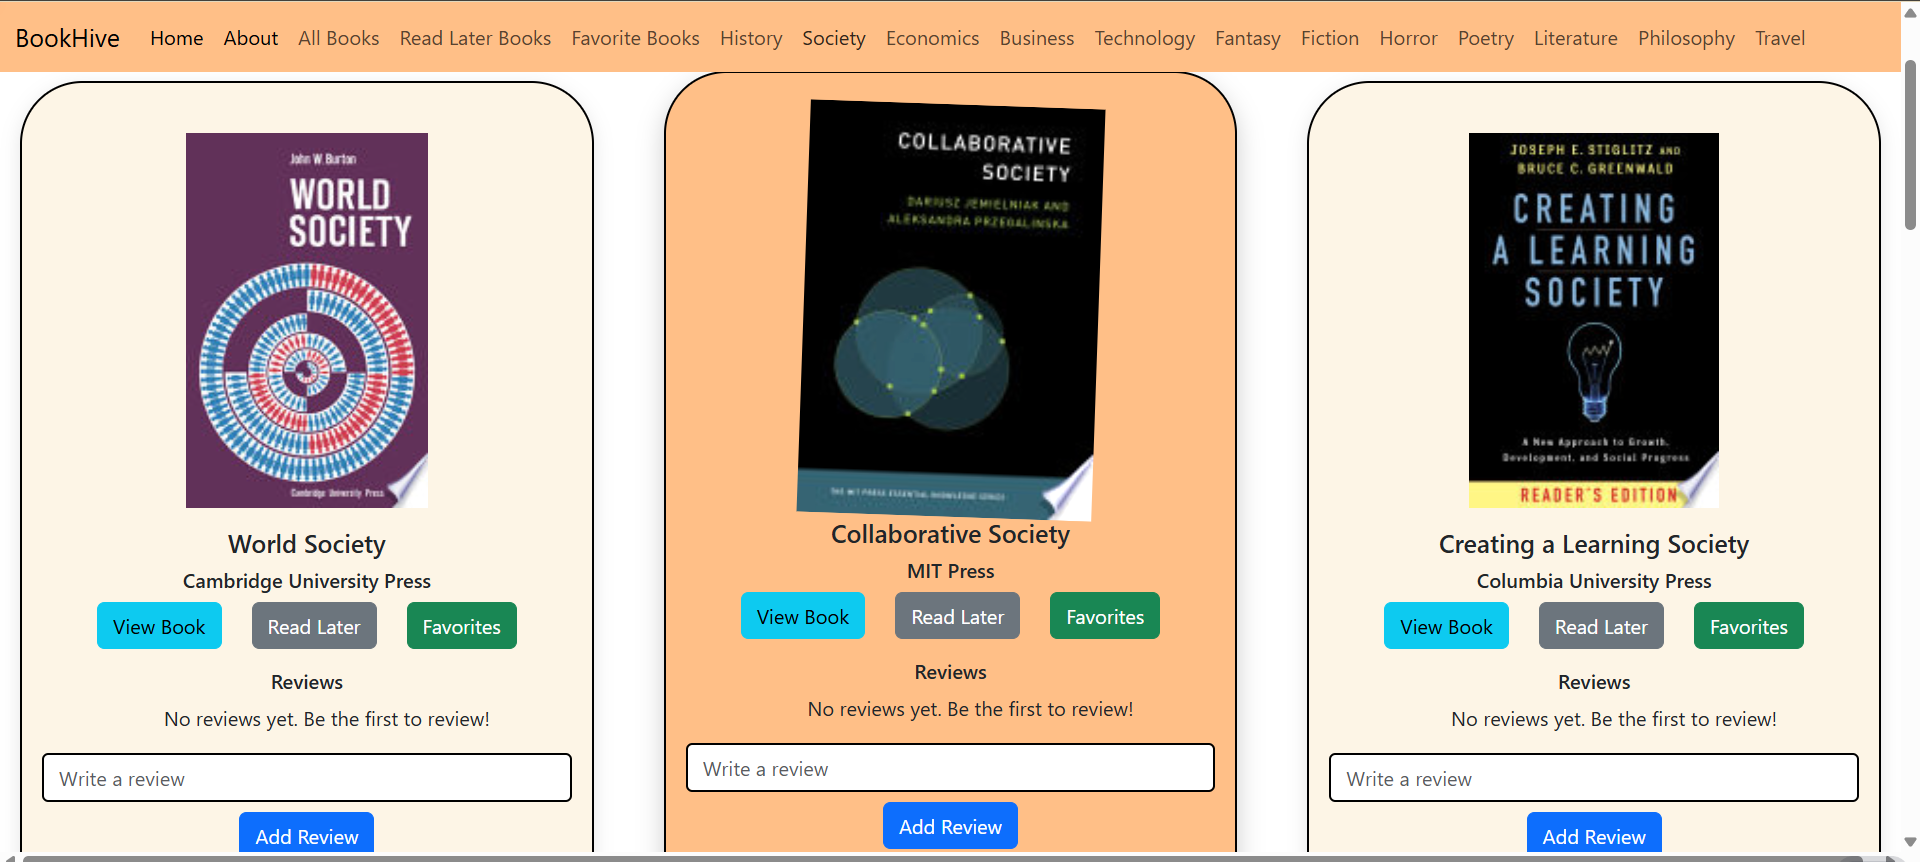 BookHive Home About All Books Read Later Books Favorite Books History Society Economics Business Technology Fantasy Fiction Horror Poetry Literature Philosophy Travel
John W. Burton
WORLD
SOCIETY
Cambridge University Press
World Society
Cambridge University Press
View Book Read Later Favorites
Reviews
No reviews yet. Be the first to review!
Write a review
Add Review
COLLABORATIVE
SOCIETY
DARIUSZ JEMIELNIAK AND
ALEKSANDRA PRZEGALINSKA
THE MIT PRESS ESSENTIAL KNOWLEDGE SERIES
Collaborative Society
MIT Press
View Book Read Later Favorites
Reviews
No reviews yet. Be the first to review!
Write a review
Add Review
JOSEPH E. STIGLITZ AND
BRUCE C. GREENWALD
CREATING
A LEARNING
SOCIETY
A New Approach to Growth,
Development, and Social Progress
READER'S EDITION
Creating a Learning Society
Columbia University Press
View Book Read Later Favorites
Reviews
No reviews yet. Be the first to review!
Write a review
Add Review